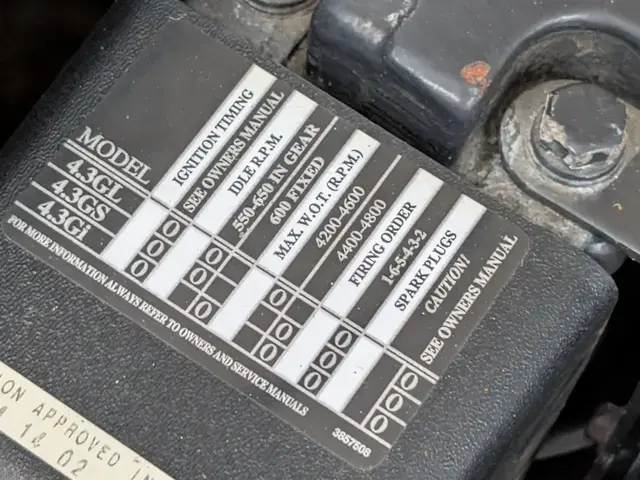 MODEL
4.3GL
4.3GS
4.3Gi
IGNITION TIMING
SEE OWNERS MANUAL
IDLE R.P.M.
550-650 IN GEAR
600 FIXED
MAX. W.O.T. (R.P.M.)
4200-4600
4400-4800
FIRING ORDER
1-6-5-4-3-2
SPARK PLUGS
CAUTION!
SEE OWNERS MANUAL
FOR MORE INFORMATION ALWAYS REFER TO OWNERS AND SERVICE MANUALS
3857508
APPROVED
02